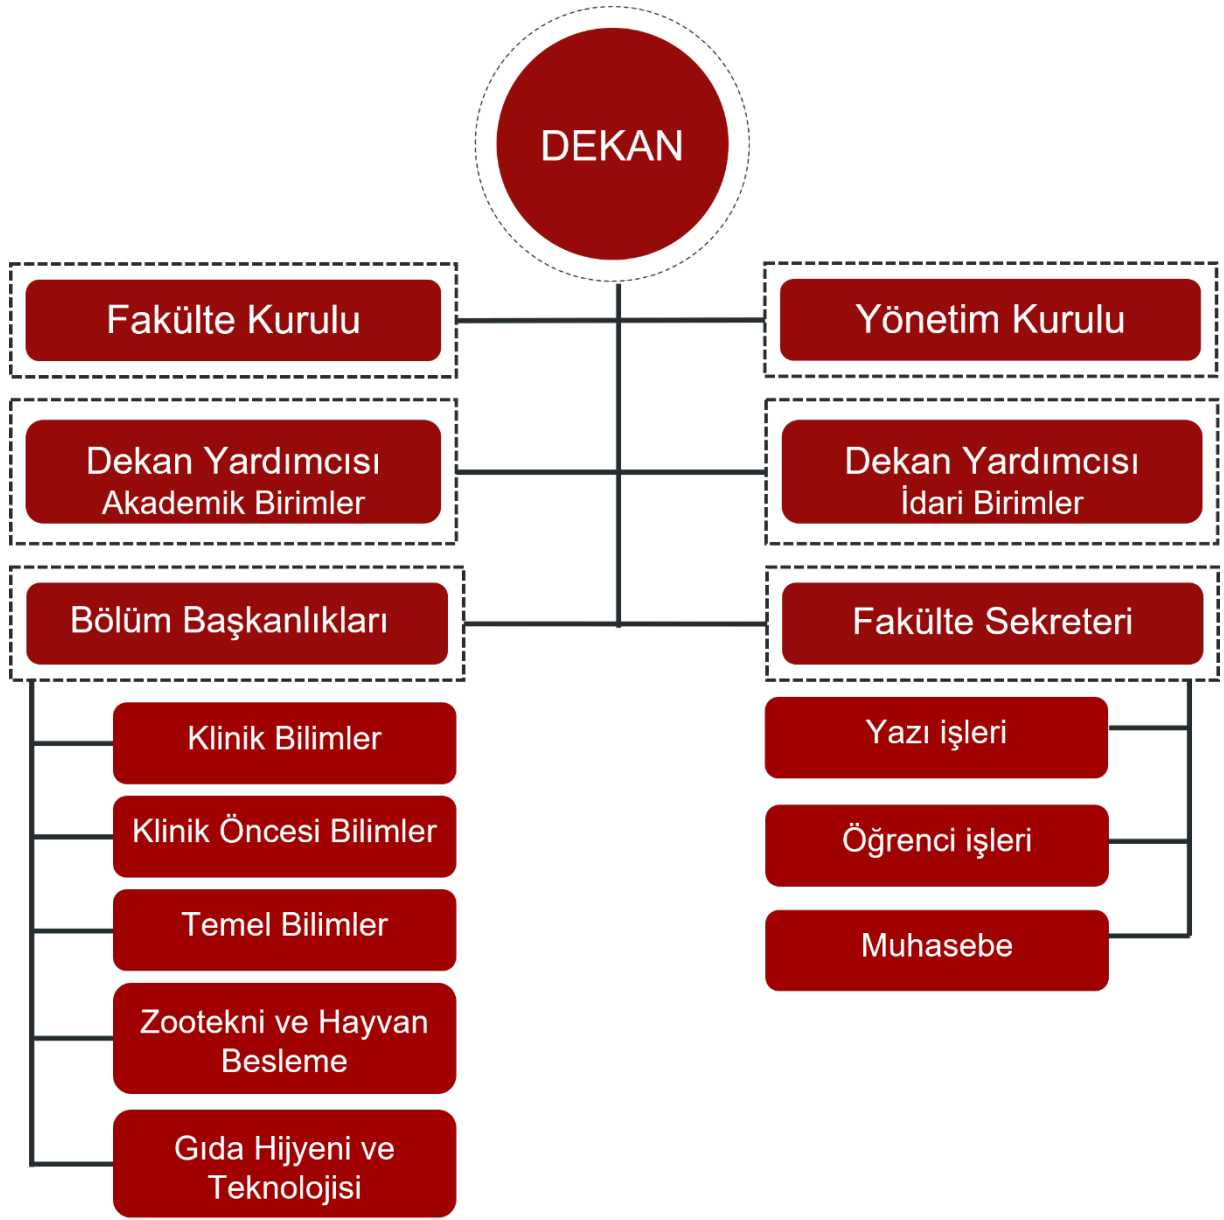 DEKAN
Fakülte Kurulu
Yönetim Kurulu
Dekan Yardımcısı
Akademik Birimler
Dekan Yardımcısı
İdari Birimler
Bölüm Başkanlıkları
Fakülte Sekreteri
Klinik Bilimler
Klinik Öncesi Bilimler
Temel Bilimler
Zootekni ve Hayvan
Besleme
Gıda Hijyeni ve
Teknolojisi
Yazı işleri
Öğrenci işleri
Muhasebe